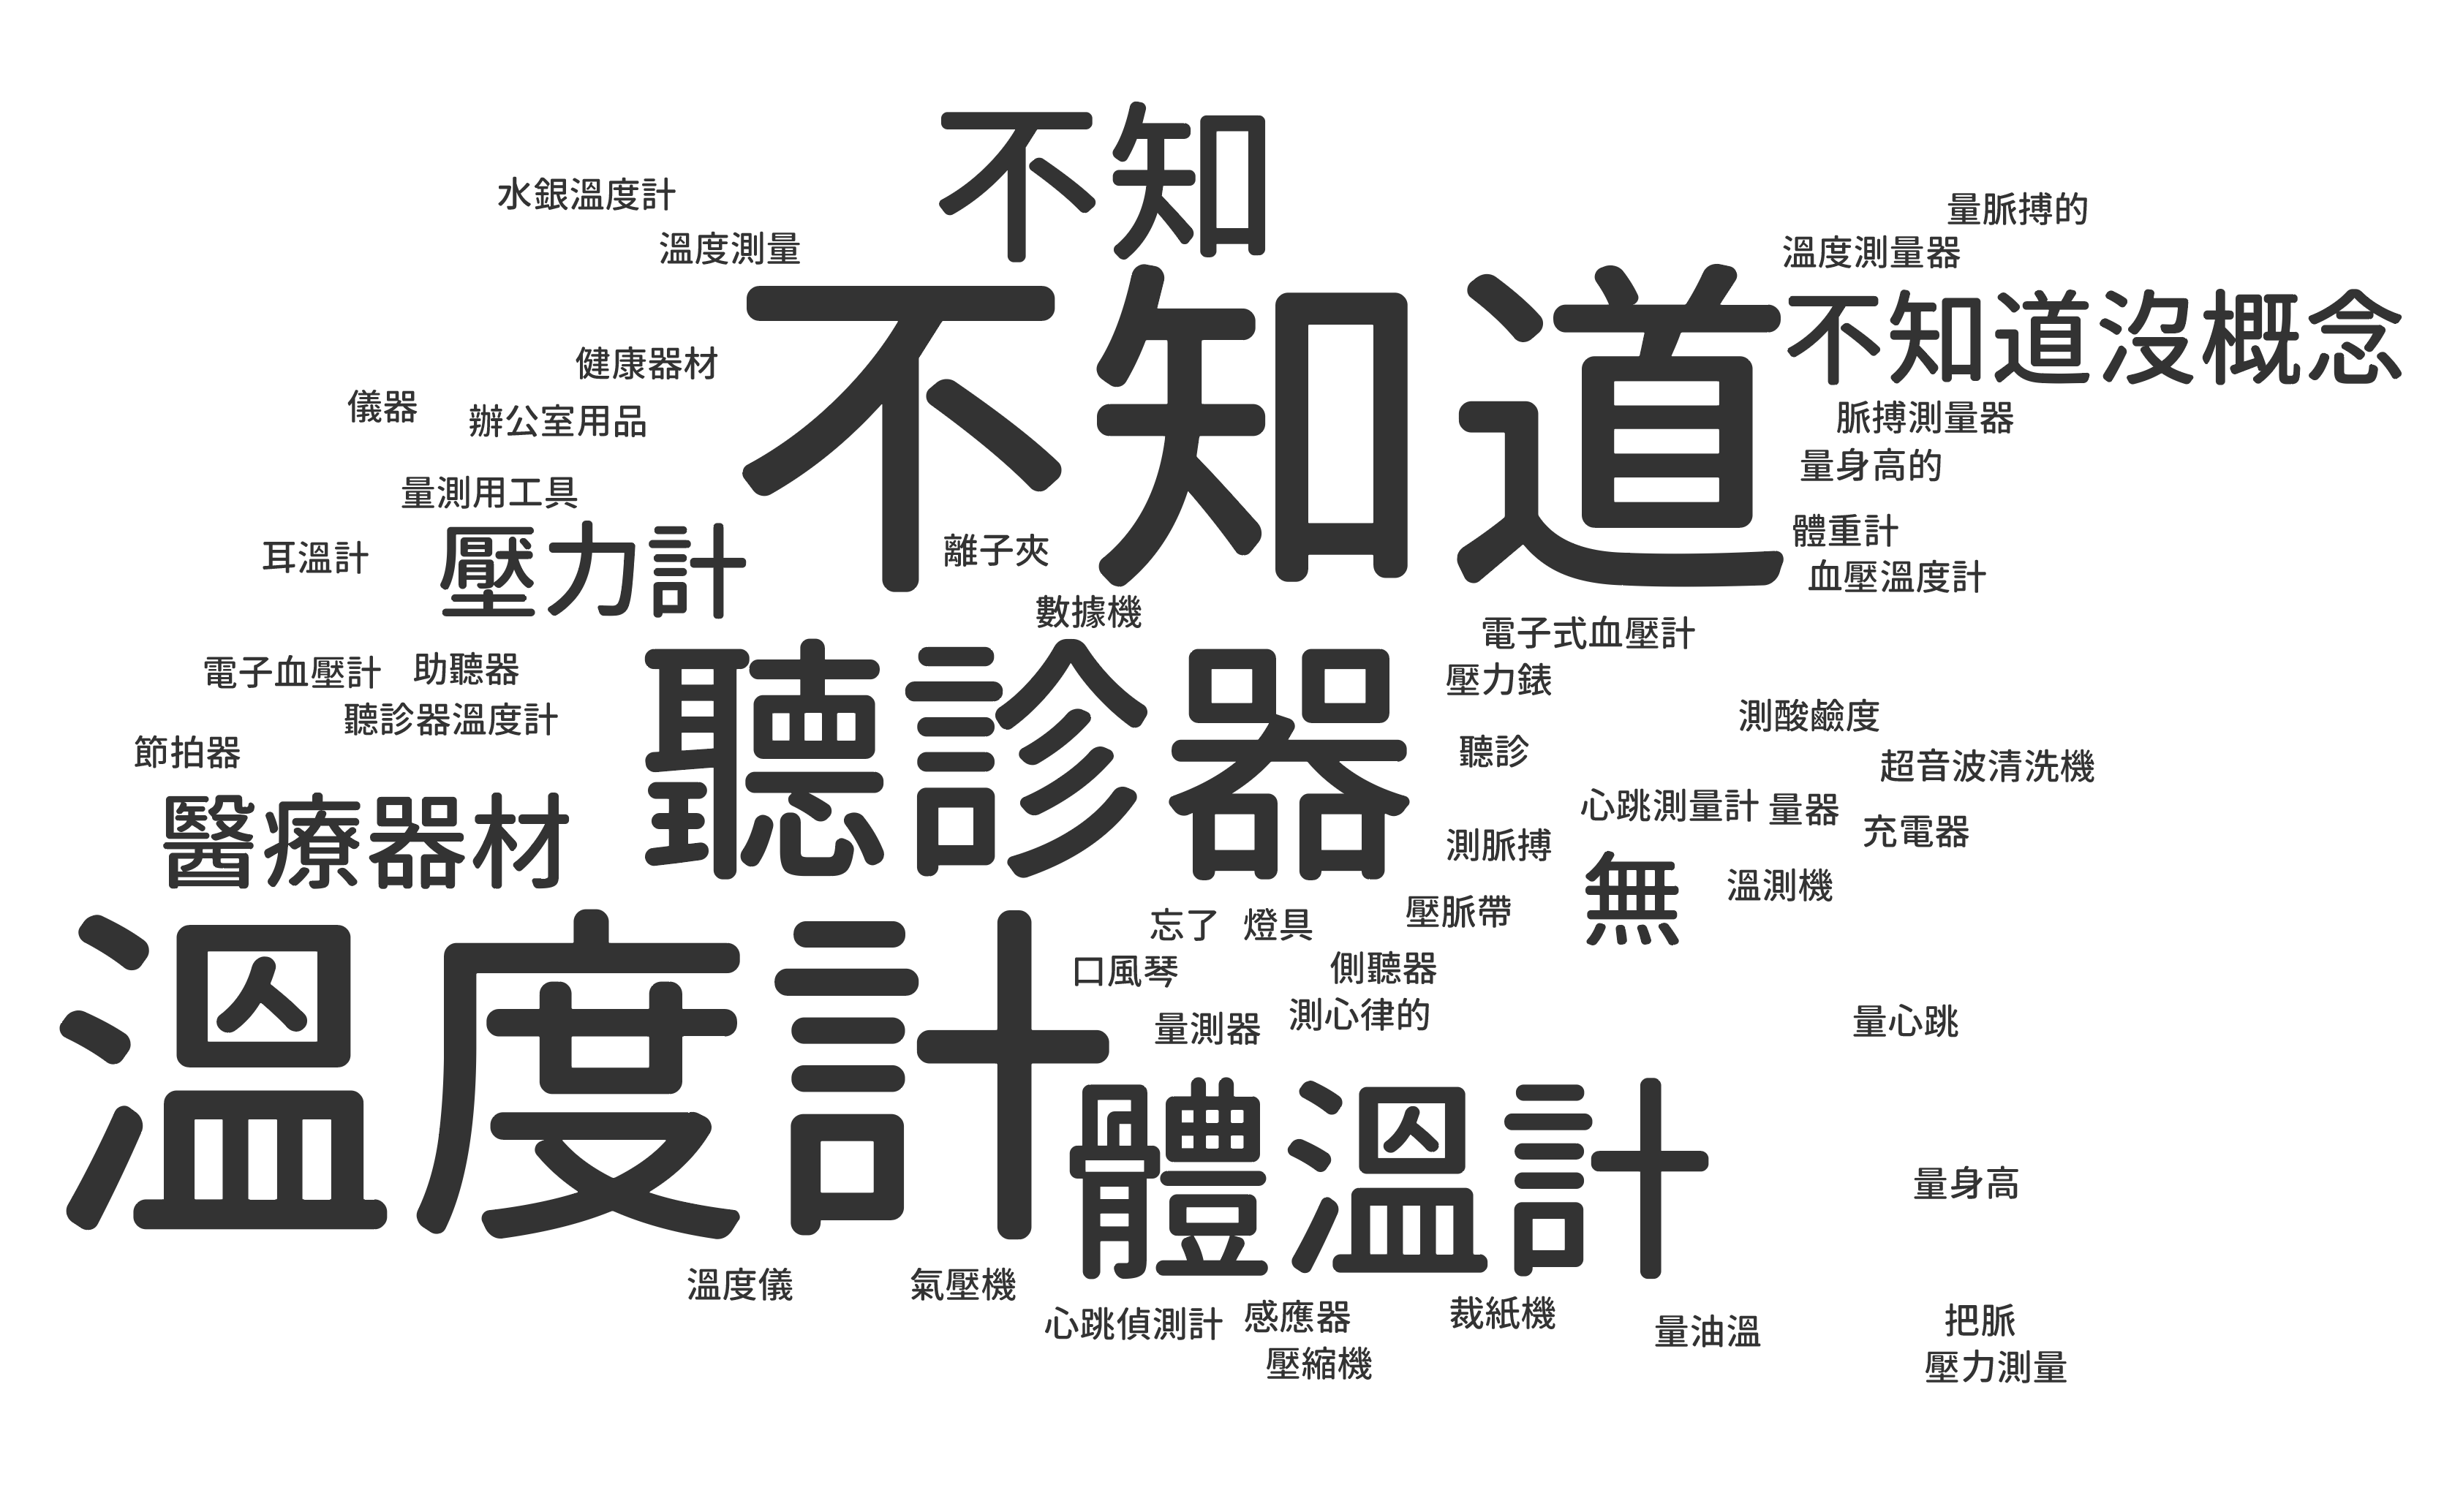 不知
水銀溫度計
量脈搏的
溫度測量
溫度測量器
不知道
不知道沒概念
健康器材
儀器
辦公室用品
脈搏測量器
量身高的
量測用工具
體重計
離子夾
耳溫計
壓力計
血壓溫度計
數據機
電子式血壓計
電子血壓計
助聽器
壓力錶
聽診器
聽診器溫度計
測酸鹼度
節拍器
聽診
超音波清洗機
心跳測量計
量器
充電器
醫療器材
測脈搏
溫測機
無
壓脈帶
忘了
燈具
側聽器
口風琴
測心律的
量測器
量心跳
溫度計
體溫計
量身高
溫度儀
氣壓機
心跳偵測計
感應器
裁紙機
量油溫
把脈
壓縮機
壓力測量